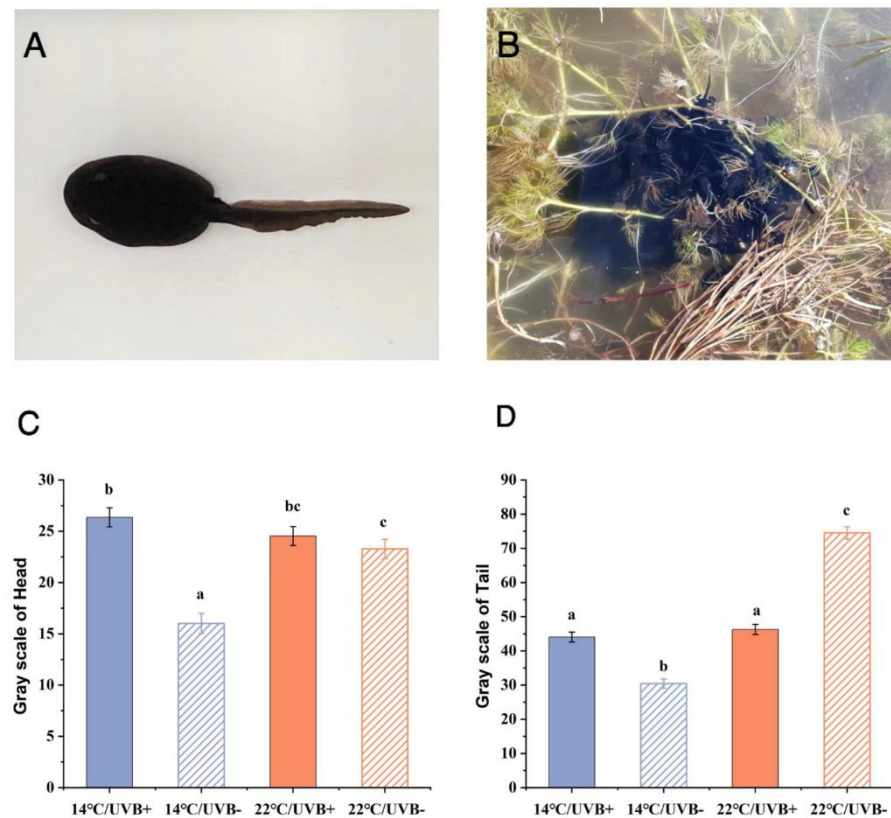 A
B
C
Gray scale of Head
30
25
20
15
10
5
0
b
a
bc
c
14°C/UVB+ 14°C/UVB- 22°C/UVB+ 22°C/UVB-
D
Gray scale of Tail
90
80
70
60
50
40
30
20
10
0
a
b
a
c
14°C/UVB+ 14°C/UVB- 22°C/UVB+ 22°C/UVB-